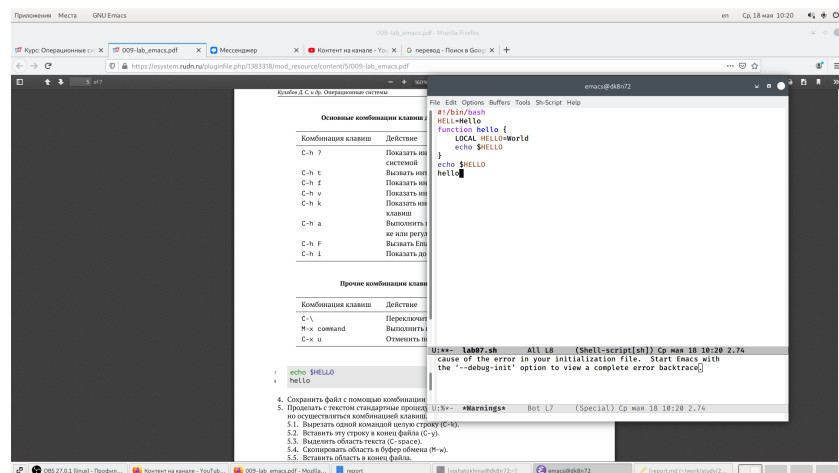 Приложения Места GNU Emacs en Ср, 18 мая 10:20
009-lab_emacs.pdf - Mozilla Firefox
Курс: Операционные си 009-lab_emacs.pdf Мессенджер Контент на канале - You перевод - Поиск в Goog
https://esystem.rudn.ru/pluginfile.php/1383318/mod_resource/content/5/009-lab_emacs.pdf
5 из 7 160%
Кулябов Д. С. и др. Операционные системы
Основные комбинации клавиш д
Комбинация клавиш Действие
C-h ? Показать ин
системой
C-h t Вызвать инт
C-h f Показать ин
C-h v Показать ин
C-h k Показать ин
клавиш
C-h a Выполнить
ке или регул
C-h F Вызвать Ema
C-h i Показать до
Прочие комбинации клави
Комбинация клавиш Действие
C-\ Переключит
M-x command Выполнить
C-x u Отменить п
7 echo $HELLO
8 hello
4. Сохранить файл с помощью комбинации
5. Проделать с текстом стандартные процеду
но осуществляться комбинацией клавиш.
5.1. Вырезать одной командой целую строку (C-k).
5.2. Вставить эту строку в конец файла (C-y).
5.3. Выделить область текста (C-space).
5.4. Скопировать область в буфер обмена (M-w).
5.5. Вставить область в конец файла.
emacs@dk8n72
File Edit Options Buffers Tools Sh-Script Help
#!/bin/bash
HELL=Hello
function hello {
LOCAL HELLO=World
echo $HELLO
}
echo $HELLO
hello
U:**- lab07.sh All L8 (Shell-script[sh]) Ср мая 18 10:20 2.74
cause of the error in your initialization file. Start Emacs with
the '--debug-init' option to view a complete error backtrace.
U:%*- *Warnings* Bot L7 (Special) Ср мая 18 10:20 2.74
OBS 27.0.1 (linux) - Профил... Контент на канале - YouTub... 009-lab_emacs.pdf - Mozilla... report emacs@dk8n72